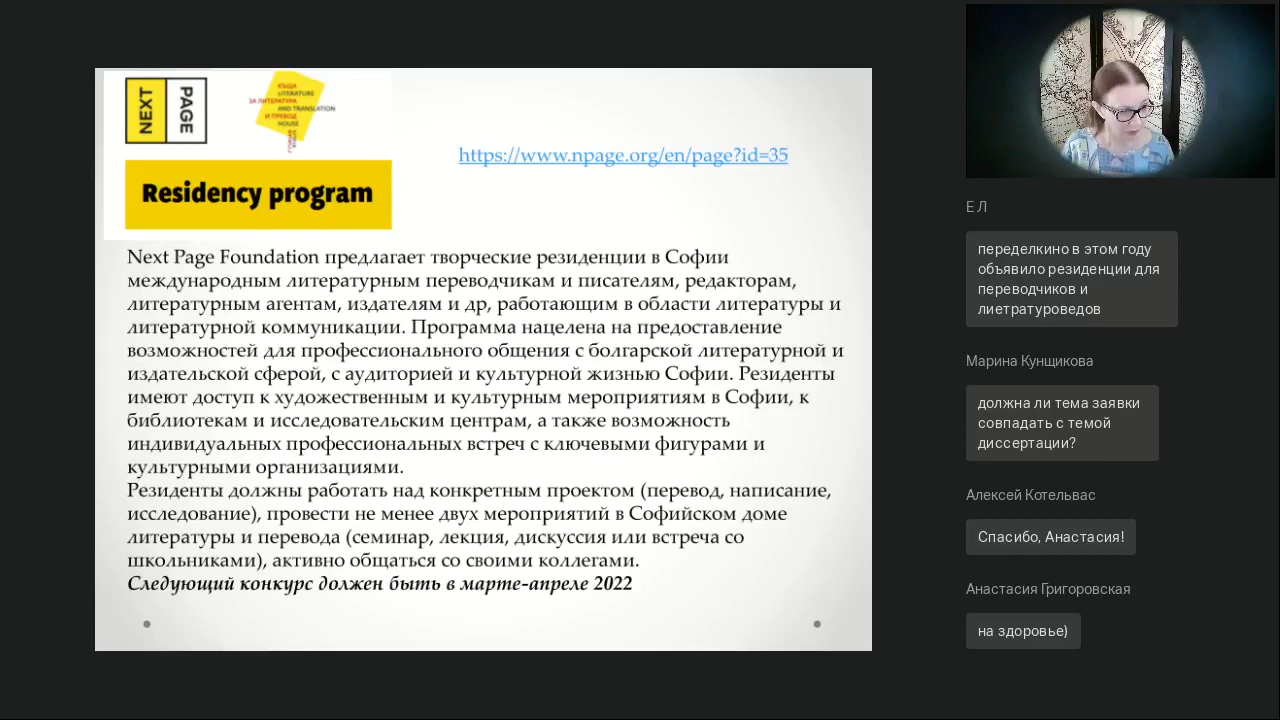 NEXT
PAGE
КЪЩА
LITERATURE
ЗА ЛИТЕРАТУРА
AND TRANSLATION
И ПРЕВОД
HOUSE
Residency program
https://www.npage.org/en/page?id=35
Next Page Foundation предлагает творческие резиденции в Софии
международным литературным переводчикам и писателям, редакторам,
литературным агентам, издателям и др, работающим в области литературы и
литературной коммуникации. Программа нацелена на предоставление
возможностей для профессионального общения с болгарской литературной и
издательской сферой, с аудиторией и культурной жизнью Софии. Резиденты
имеют доступ к художественным и культурным мероприятиям в Софии, к
библиотекам и исследовательским центрам, а также возможность
индивидуальных профессиональных встреч с ключевыми фигурами и
культурными организациями.
Резиденты должны работать над конкретным проектом (перевод, написание,
исследование), провести не менее двух мероприятий в Софийском доме
литературы и перевода (семинар, лекция, дискуссия или встреча со
школьниками), активно общаться со своими коллегами.
Следующий конкурс должен быть в марте-апреле 2022
Е Л
переделкино в этом году
объявило резиденции для
переводчиков и
лиетратуроведов
Марина Кунщикова
должна ли тема заявки
совпадать с темой
диссертации?
Алексей Котельвас
Спасибо, Анастасия!
Анастасия Григоровская
на здоровье)